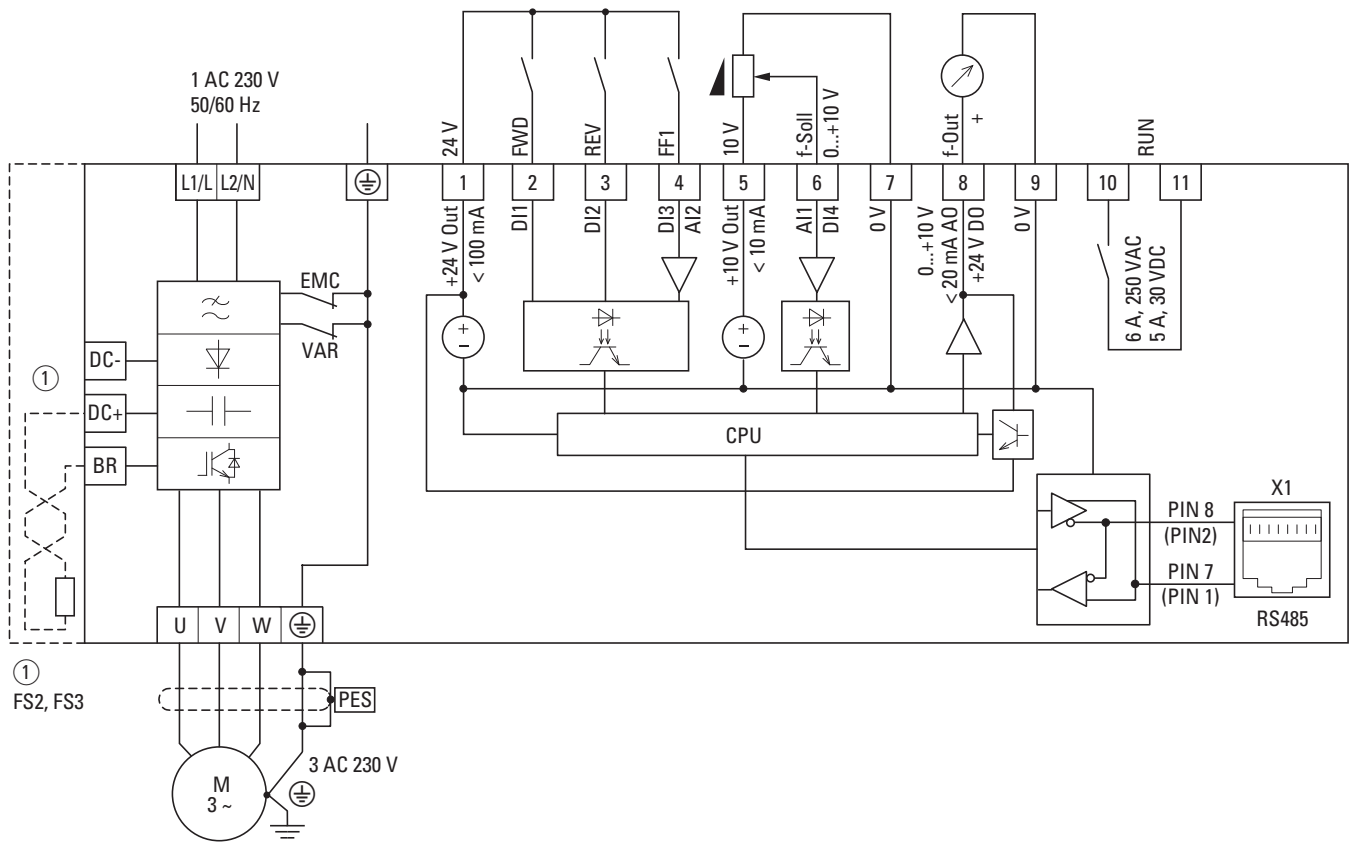 1 AC 230 V
50/60 Hz
24 V
FWD
REV
FF1
10 V
f-Soll
0...+10 V
f-Out
+
RUN
L1/L
L2/N
1
2
3
4
5
6
7
8
9
10
11
+24 V Out
< 100 mA
DI1
DI2
DI3
AI2
+10 V Out
< 10 mA
AI1
DI4
0 V
0...+10 V
< 20 mA AO
+24 V DO
0 V
6 A, 250 VAC
5 A, 30 VDC
EMC
VAR
+
-
+
-
DC-
1
DC+
BR
CPU
X1
PIN 8
(PIN2)
PIN 7
(PIN 1)
RS485
U
V
W
1
FS2, FS3
PES
3 AC 230 V
M
3 ~